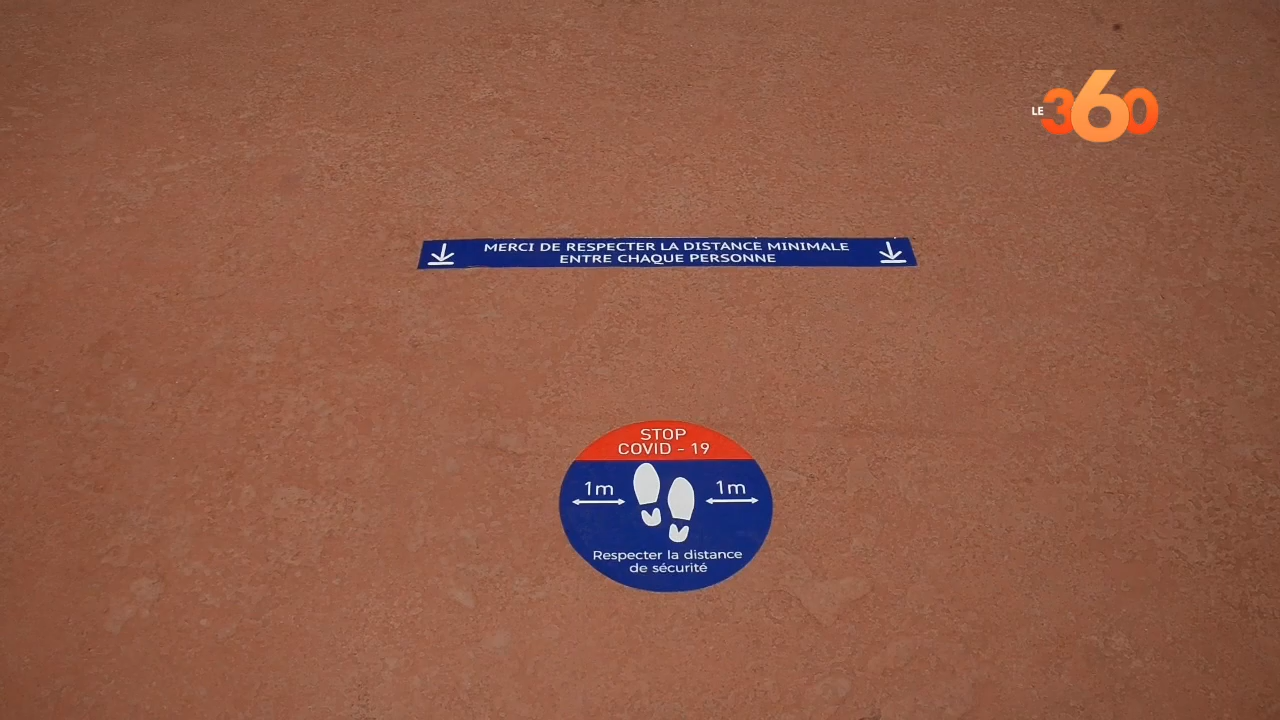 LE 360
MERCI DE RESPECTER LA DISTANCE MINIMALE
ENTRE CHAQUE PERSONNE
STOP
COVID - 19
1m 1m
Respecter la distance
de sécurité